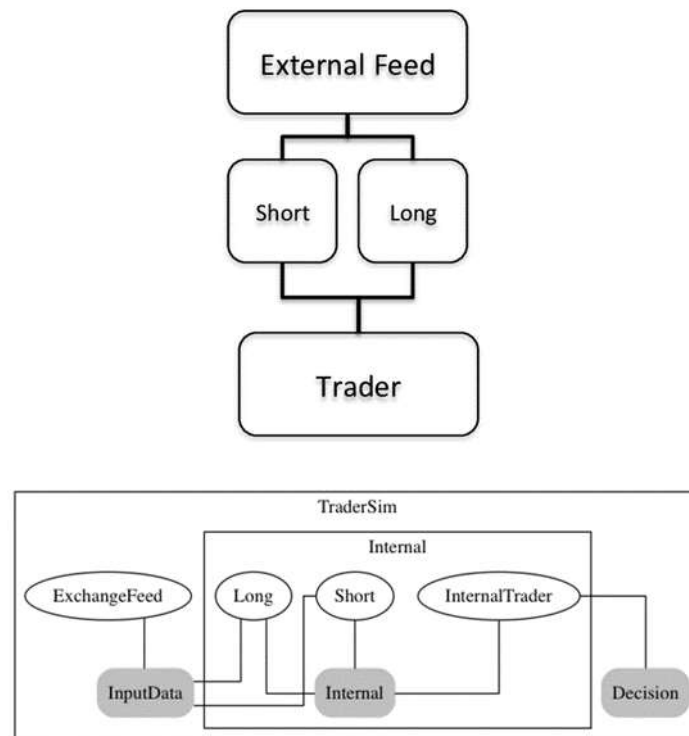 External Feed
Short Long
Trader
TraderSim
Internal
ExchangeFeed Long Short InternalTrader
InputData Internal Decision